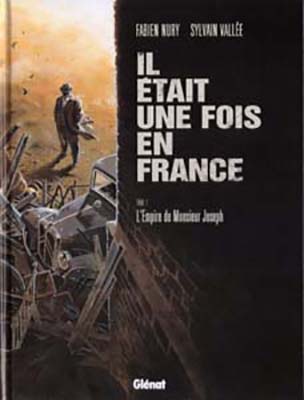 FABIEN NURY SYLVAIN VALLÉE
IL
ÉTAIT
UNE FOIS
EN
FRANCE
TOME 1
L'Empire de Monsieur Joseph
Glénat